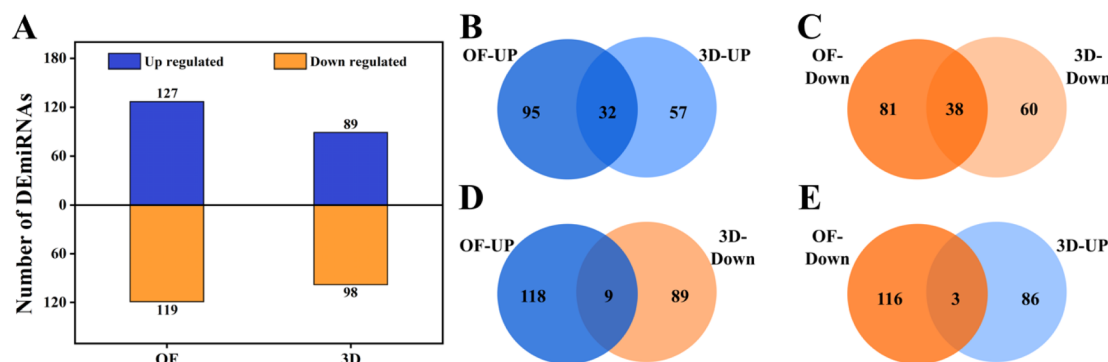 A
Number of DEmiRNAs
180
120
60
0
60
120
Up regulated
Down regulated
127
89
119
98
OF
3D
B
OF-UP
3D-UP
95
32
57
C
OF-
Down
3D-
Down
81
38
60
D
OF-UP
3D-
Down
118
9
89
E
OF-
Down
3D-UP
116
3
86